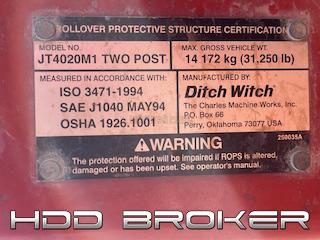 ROLLOVER PROTECTIVE STRUCTURE CERTIFICATION
MODEL NO.
JT4020M1 TWO POST
MAX. GROSS VEHICLE WT.
14 172 kg (31,250 lb)
MEASURED IN ACCORDANCE WITH:
ISO 3471-1994
SAE J1040 MAY94
OSHA 1926.1001
MANUFACTURED BY:
Ditch Witch®
The Charles Machine Works, Inc.
P.O. Box 66
Perry, Oklahoma 73077 USA
250035A
WARNING
The protection offered will be impaired if ROPS is altered,
damaged or has been upset. See operator's manual.
HDD BROKER